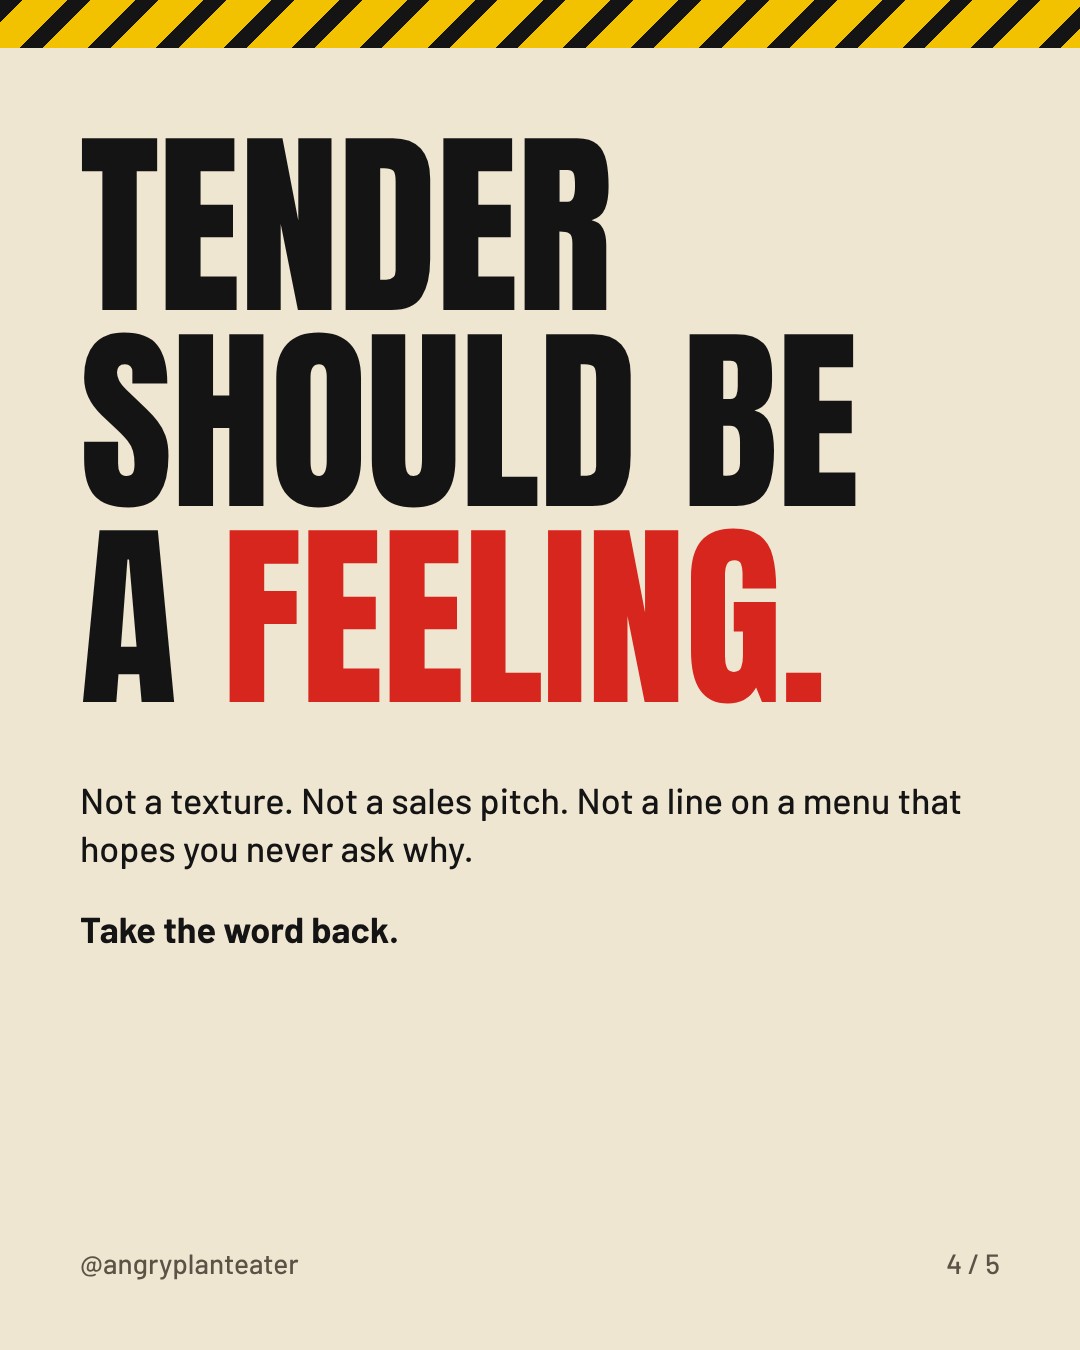 TENDER
SHOULD BE
A FEELING.
Not a texture. Not a sales pitch. Not a line on a menu that
hopes you never ask why.
Take the word back.
@angryplanteater
4 / 5